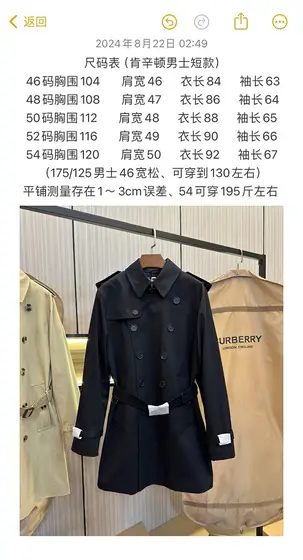 返回
2024年8月22日 02:49
尺码表（肯辛顿男士短款）
46码胸围104 肩宽46 衣长84 袖长63
48码胸围108 肩宽47 衣长86 袖长64
50码胸围112 肩宽48 衣长88 袖长65
52码胸围116 肩宽49 衣长90 袖长66
54码胸围120 肩宽50 衣长92 袖长67
（175/125男士46宽松、可穿到130左右）
平铺测量存在1～3cm误差、54可穿195斤左右
BURBERRY
LONDON ENGLAND